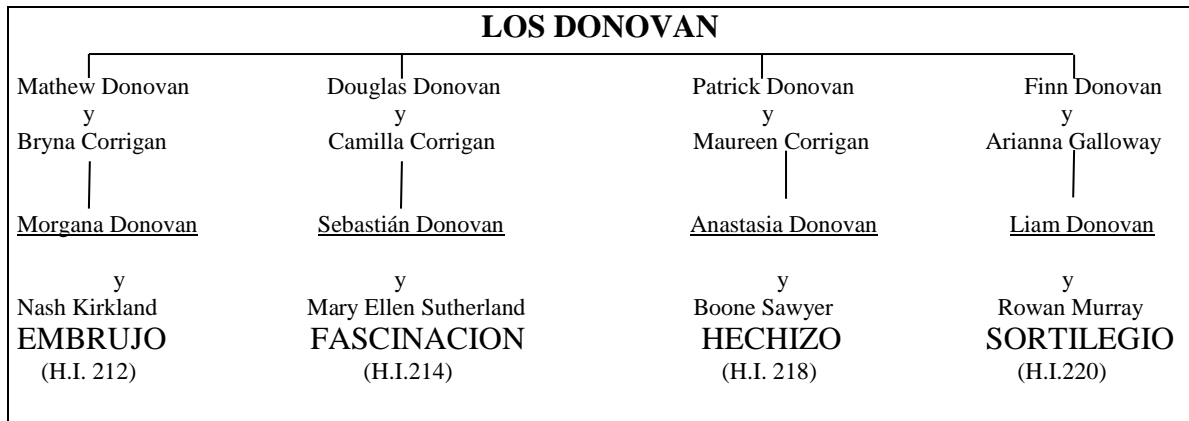 LOS DONOVAN
Mathew Donovan Douglas Donovan Patrick Donovan Finn Donovan
y y y y
Bryna Corrigan Camilla Corrigan Maureen Corrigan Arianna Galloway
Morgana Donovan Sebastián Donovan Anastasia Donovan Liam Donovan
y y y y
Nash Kirkland Mary Ellen Sutherland Boone Sawyer Rowan Murray
EMBRUJO FASCINACION HECHIZO SORTILEGIO
(H.I. 212) (H.I.214) (H.I. 218) (H.I.220)